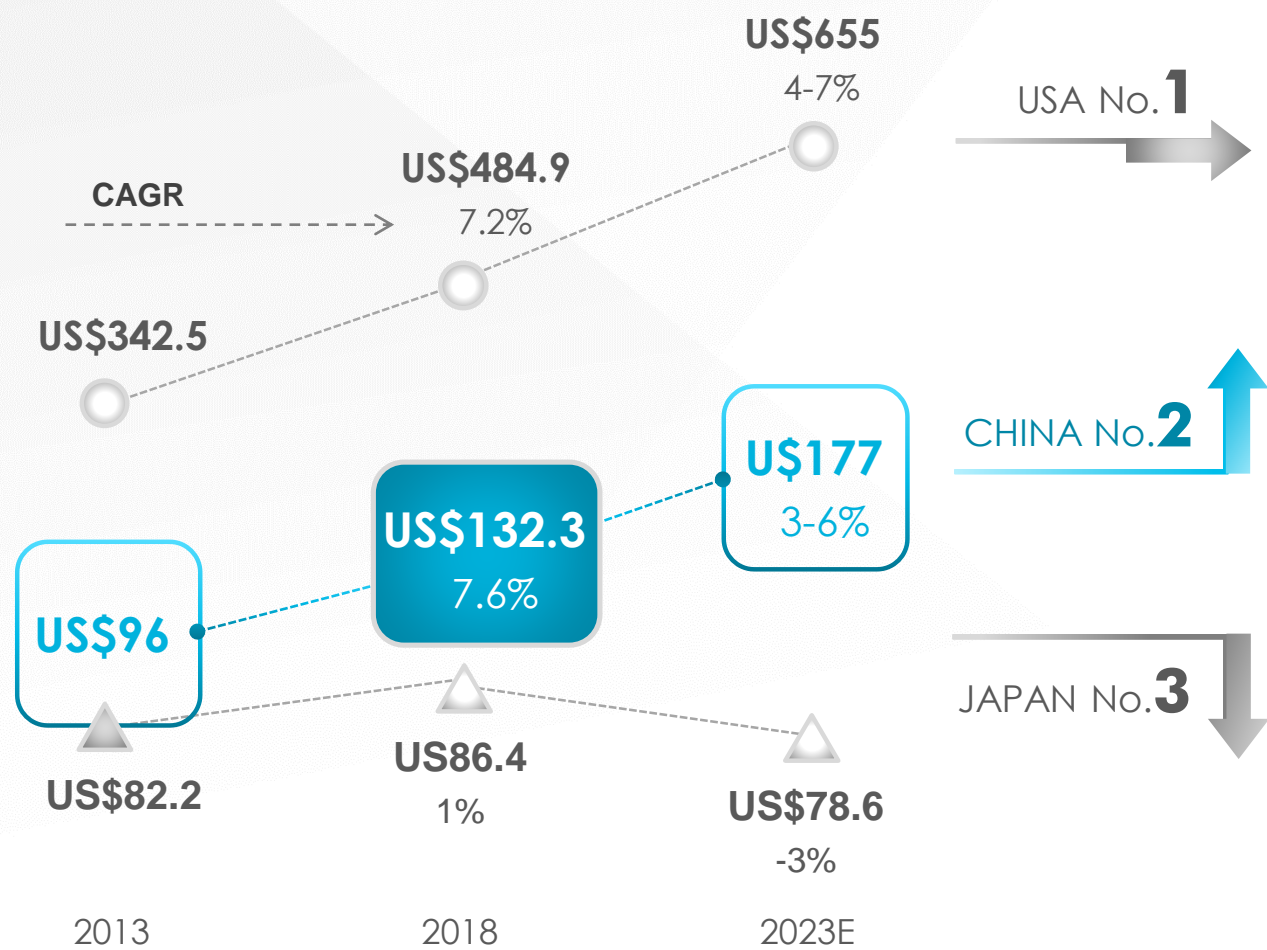 US$655
4-7%
USA No.1
US$484.9
7.2%
CAGR
US$342.5
CHINA No.2
U$177
3-6%
US$132.3
7.6%
US$96
JAPAN No.3
US86.4
1%
US$82.2
US$78.6
-3%
2013
2018
2023E